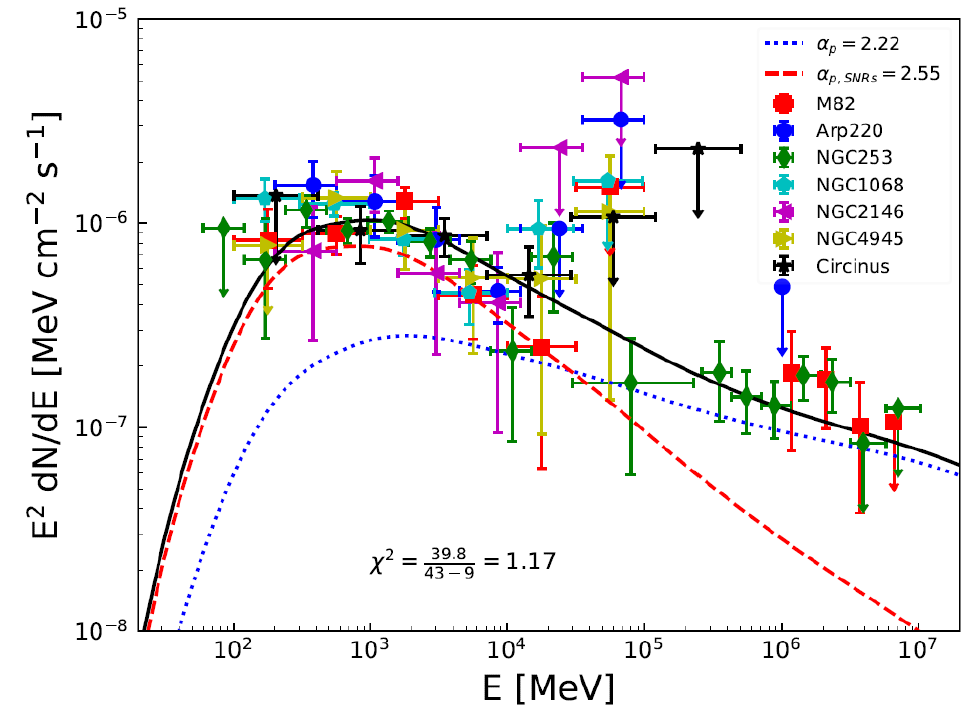 10⁻⁵
10⁻⁶
10⁻⁷
10⁻⁸
E² dN/dE [MeV cm⁻² s⁻¹]
αₚ = 2.22
α_{p, SNRs} = 2.55
M82
Arp220
NGC253
NGC1068
NGC2146
NGC4945
Circinus
χ² = 39.8/(43−9) = 1.17
10² 10³ 10⁴ 10⁵ 10⁶ 10⁷
E [MeV]